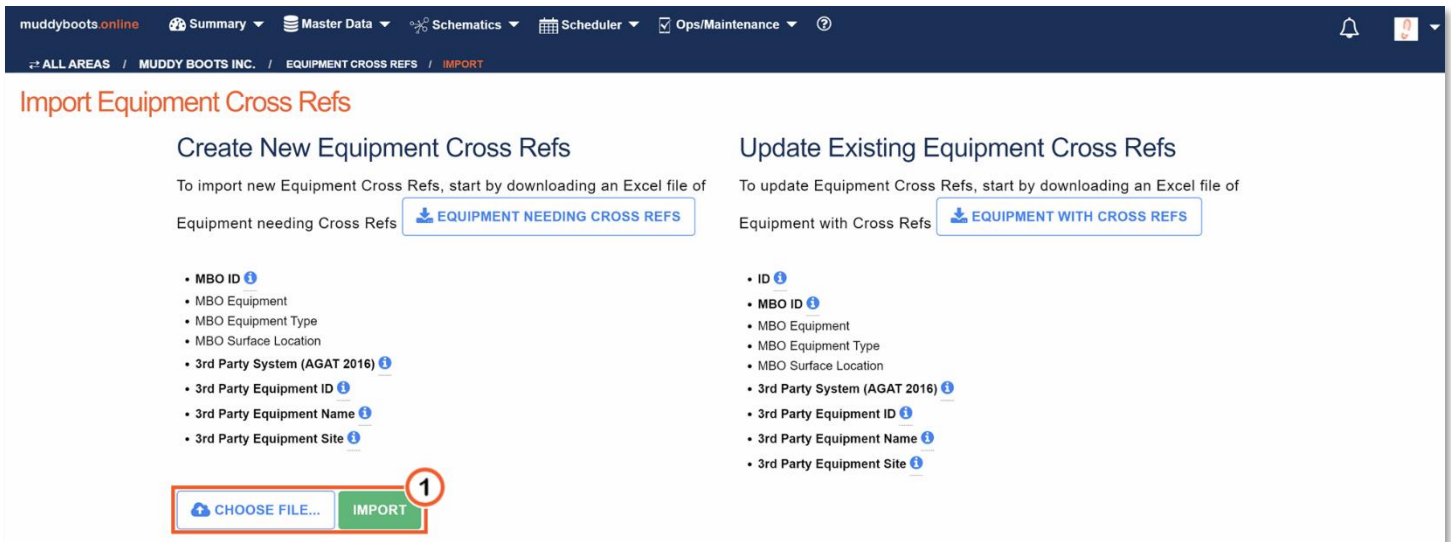 muddyboots.online Summary Master Data Schematics Scheduler Ops/Maintenance ?
ALL AREAS / MUDDY BOOTS INC. / EQUIPMENT CROSS REFS / IMPORT
Import Equipment Cross Refs
Create New Equipment Cross Refs
To import new Equipment Cross Refs, start by downloading an Excel file of
Equipment needing Cross Refs EQUIPMENT NEEDING CROSS REFS
• MBO ID
• MBO Equipment
• MBO Equipment Type
• MBO Surface Location
• 3rd Party System (AGAT 2016)
• 3rd Party Equipment ID
• 3rd Party Equipment Name
• 3rd Party Equipment Site
CHOOSE FILE... IMPORT
1
Update Existing Equipment Cross Refs
To update Equipment Cross Refs, start by downloading an Excel file of
Equipment with Cross Refs EQUIPMENT WITH CROSS REFS
• ID
• MBO ID
• MBO Equipment
• MBO Equipment Type
• MBO Surface Location
• 3rd Party System (AGAT 2016)
• 3rd Party Equipment ID
• 3rd Party Equipment Name
• 3rd Party Equipment Site